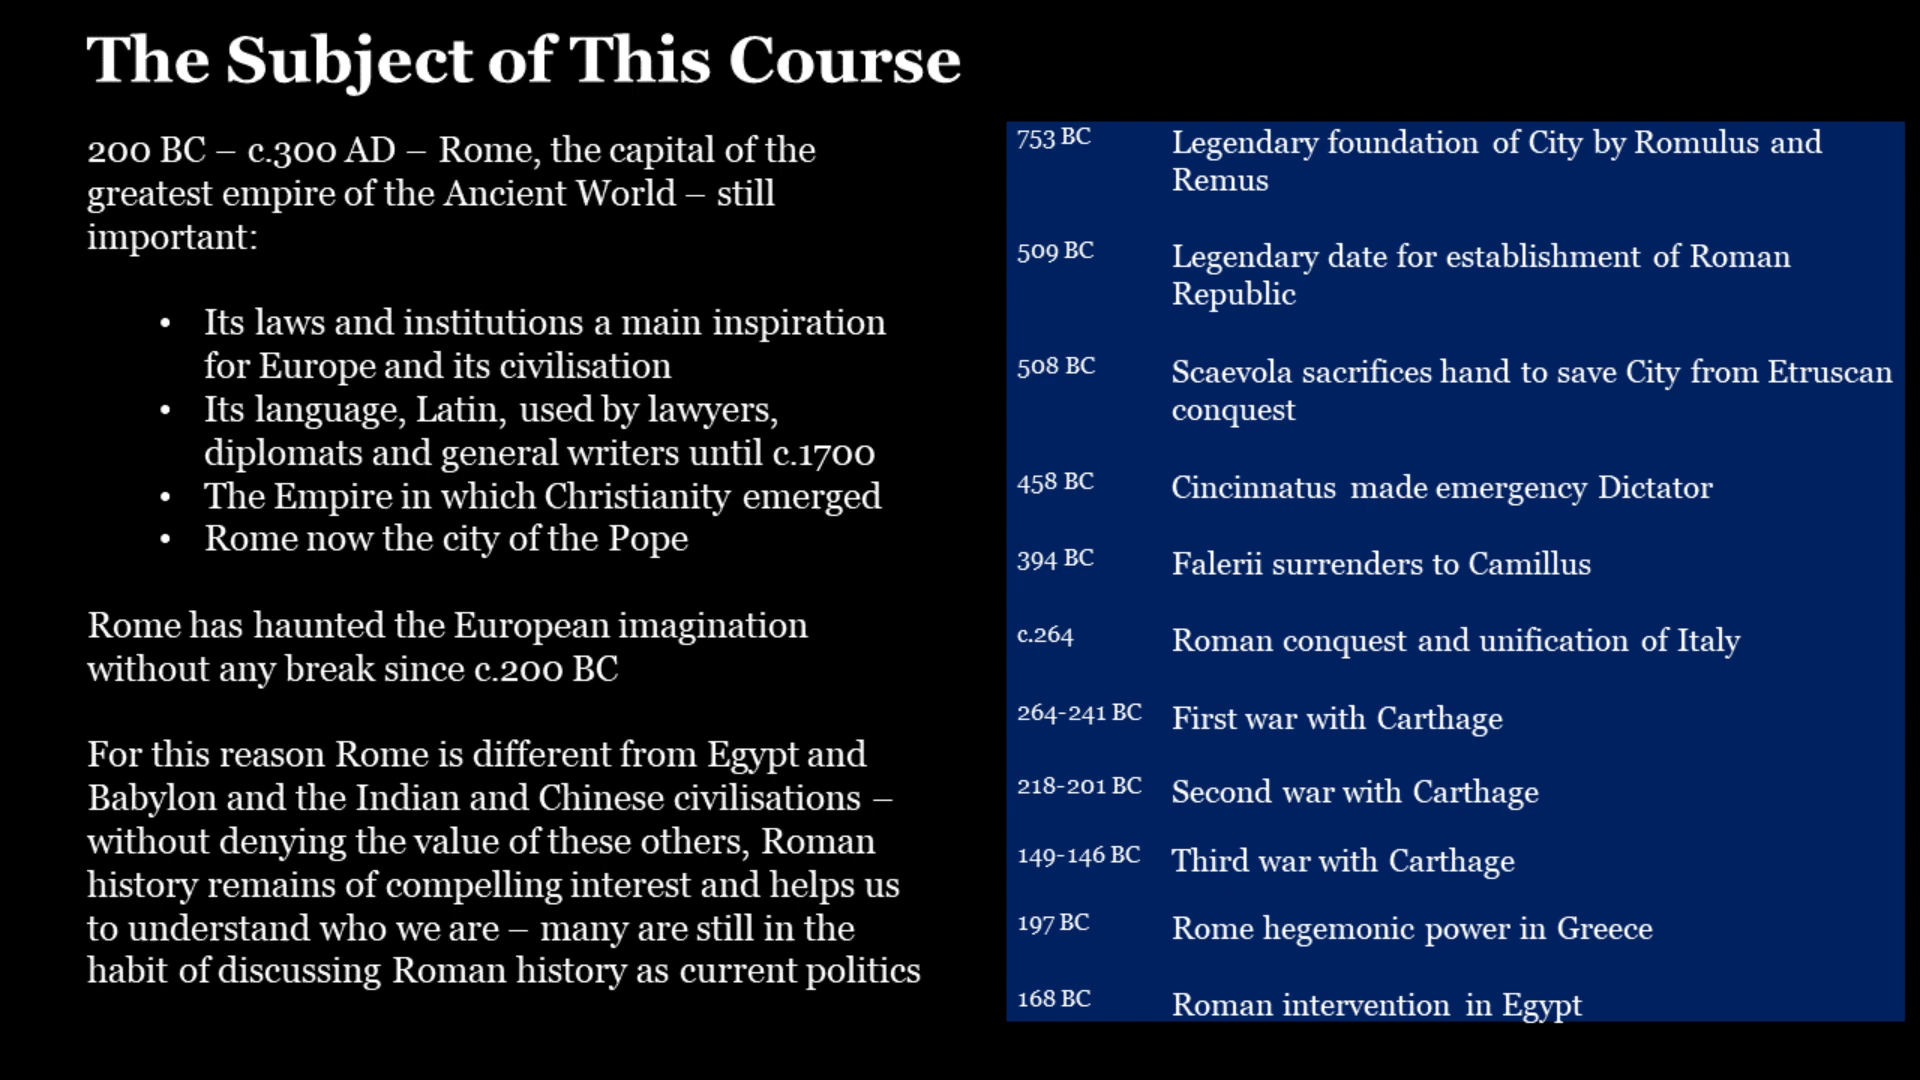 The Subject of This Course
200 BC – c.300 AD – Rome, the capital of the
greatest empire of the Ancient World – still
important:
• Its laws and institutions a main inspiration
for Europe and its civilisation
• Its language, Latin, used by lawyers,
diplomats and general writers until c.1700
• The Empire in which Christianity emerged
• Rome now the city of the Pope
Rome has haunted the European imagination
without any break since c.200 BC
For this reason Rome is different from Egypt and
Babylon and the Indian and Chinese civilisations –
without denying the value of these others, Roman
history remains of compelling interest and helps us
to understand who we are – many are still in the
habit of discussing Roman history as current politics
753 BC Legendary foundation of City by Romulus and
Remus
509 BC Legendary date for establishment of Roman
Republic
508 BC Scaevola sacrifices hand to save City from Etruscan
conquest
458 BC Cincinnatus made emergency Dictator
394 BC Falerii surrenders to Camillus
c.264 Roman conquest and unification of Italy
264-241 BC First war with Carthage
218-201 BC Second war with Carthage
149-146 BC Third war with Carthage
197 BC Rome hegemonic power in Greece
168 BC Roman intervention in Egypt